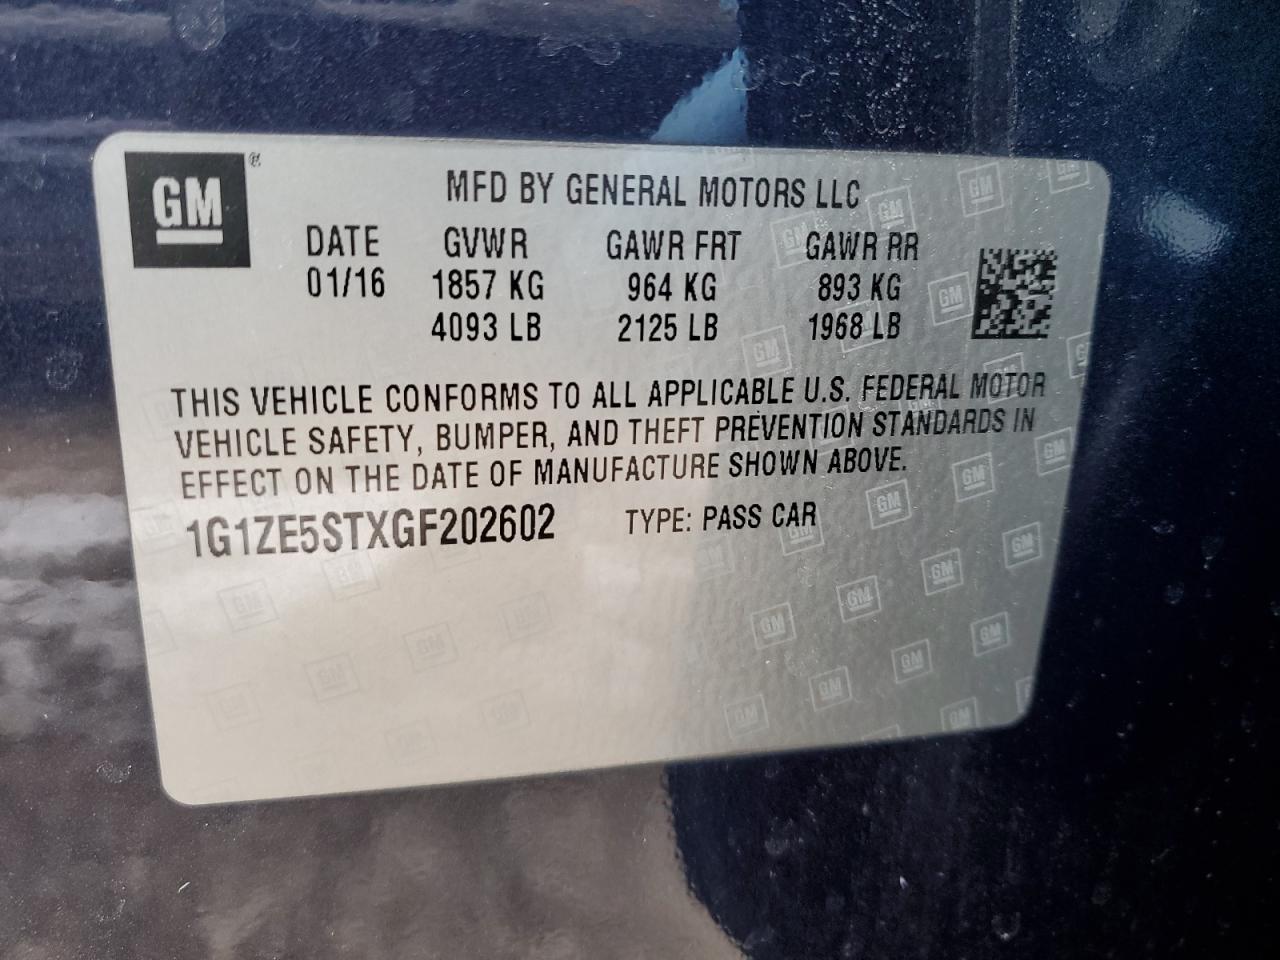 GM®
MFD BY GENERAL MOTORS LLC
DATE GVWR GAWR FRT GAWR RR
01/16 1857 KG 964 KG 893 KG
4093 LB 2125 LB 1968 LB
THIS VEHICLE CONFORMS TO ALL APPLICABLE U.S. FEDERAL MOTOR
VEHICLE SAFETY, BUMPER, AND THEFT PREVENTION STANDARDS IN
EFFECT ON THE DATE OF MANUFACTURE SHOWN ABOVE.
1G1ZE5STXGF202602 TYPE: PASS CAR